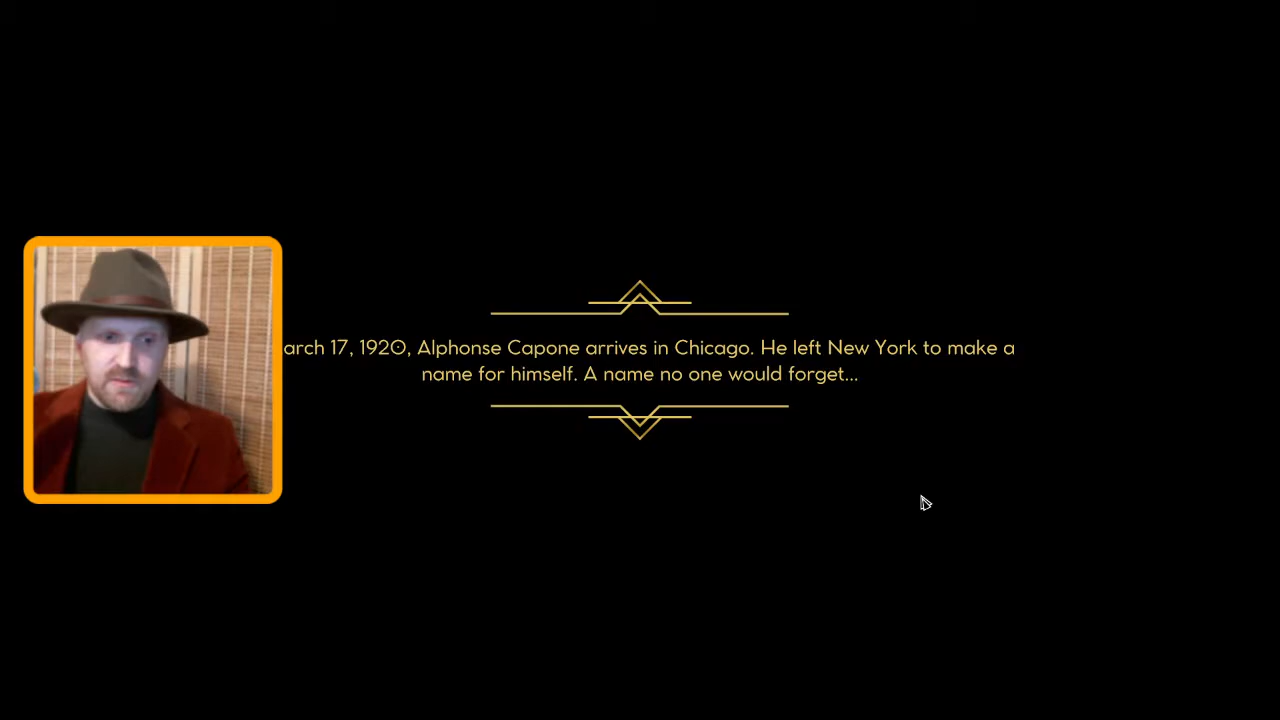 arch 17, 1920, Alphonse Capone arrives in Chicago. He left New York to make a
name for himself. A name no one would forget...